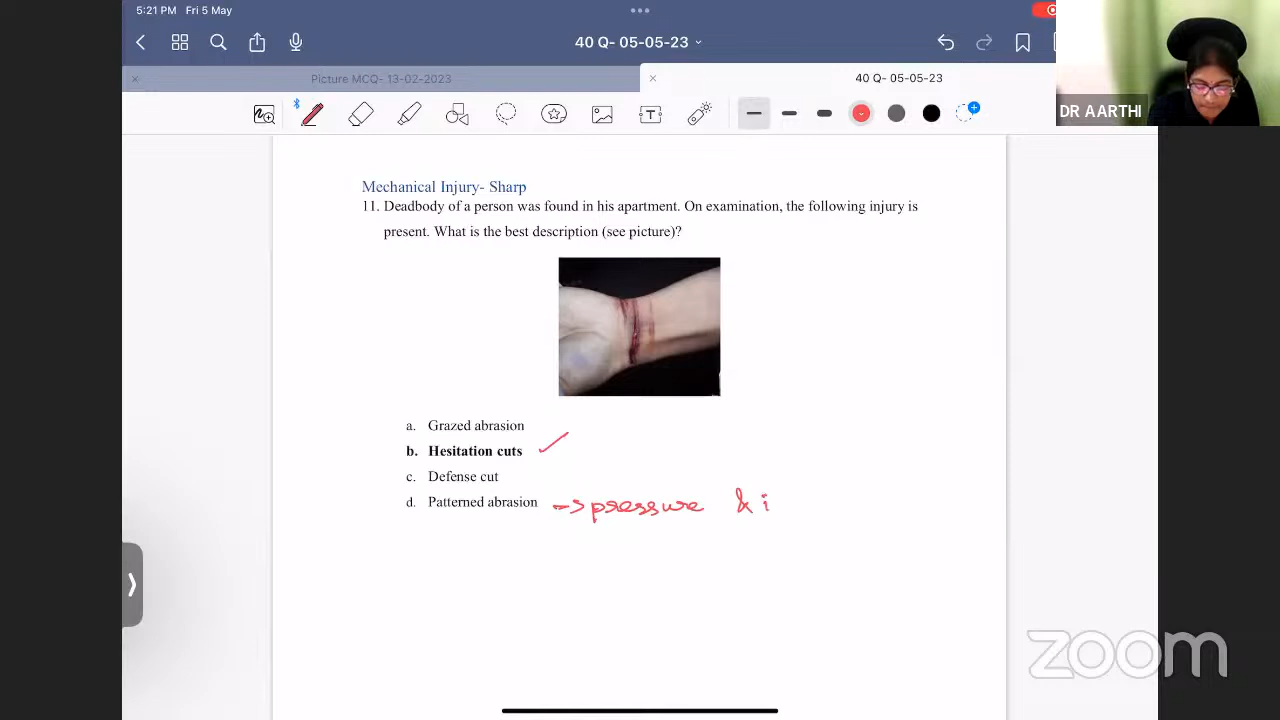 5:21 PM Fri 5 May
40 Q- 05-05-23
Picture MCQ- 13-02-2023
40 Q- 05-05-23
T
DR AARTHI
Mechanical Injury- Sharp
11. Deadbody of a person was found in his apartment. On examination, the following injury is
present. What is the best description (see picture)?
a. Grazed abrasion
b. Hesitation cuts
c. Defense cut
d. Patterned abrasion -> pressure & i
zoom